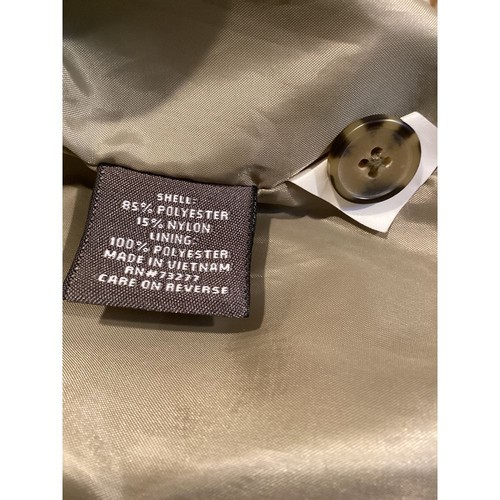 SHELL:
85% POLYESTER
15% NYLON
LINING:
100% POLYESTER
MADE IN VIETNAM
RN#73277
CARE ON REVERSE